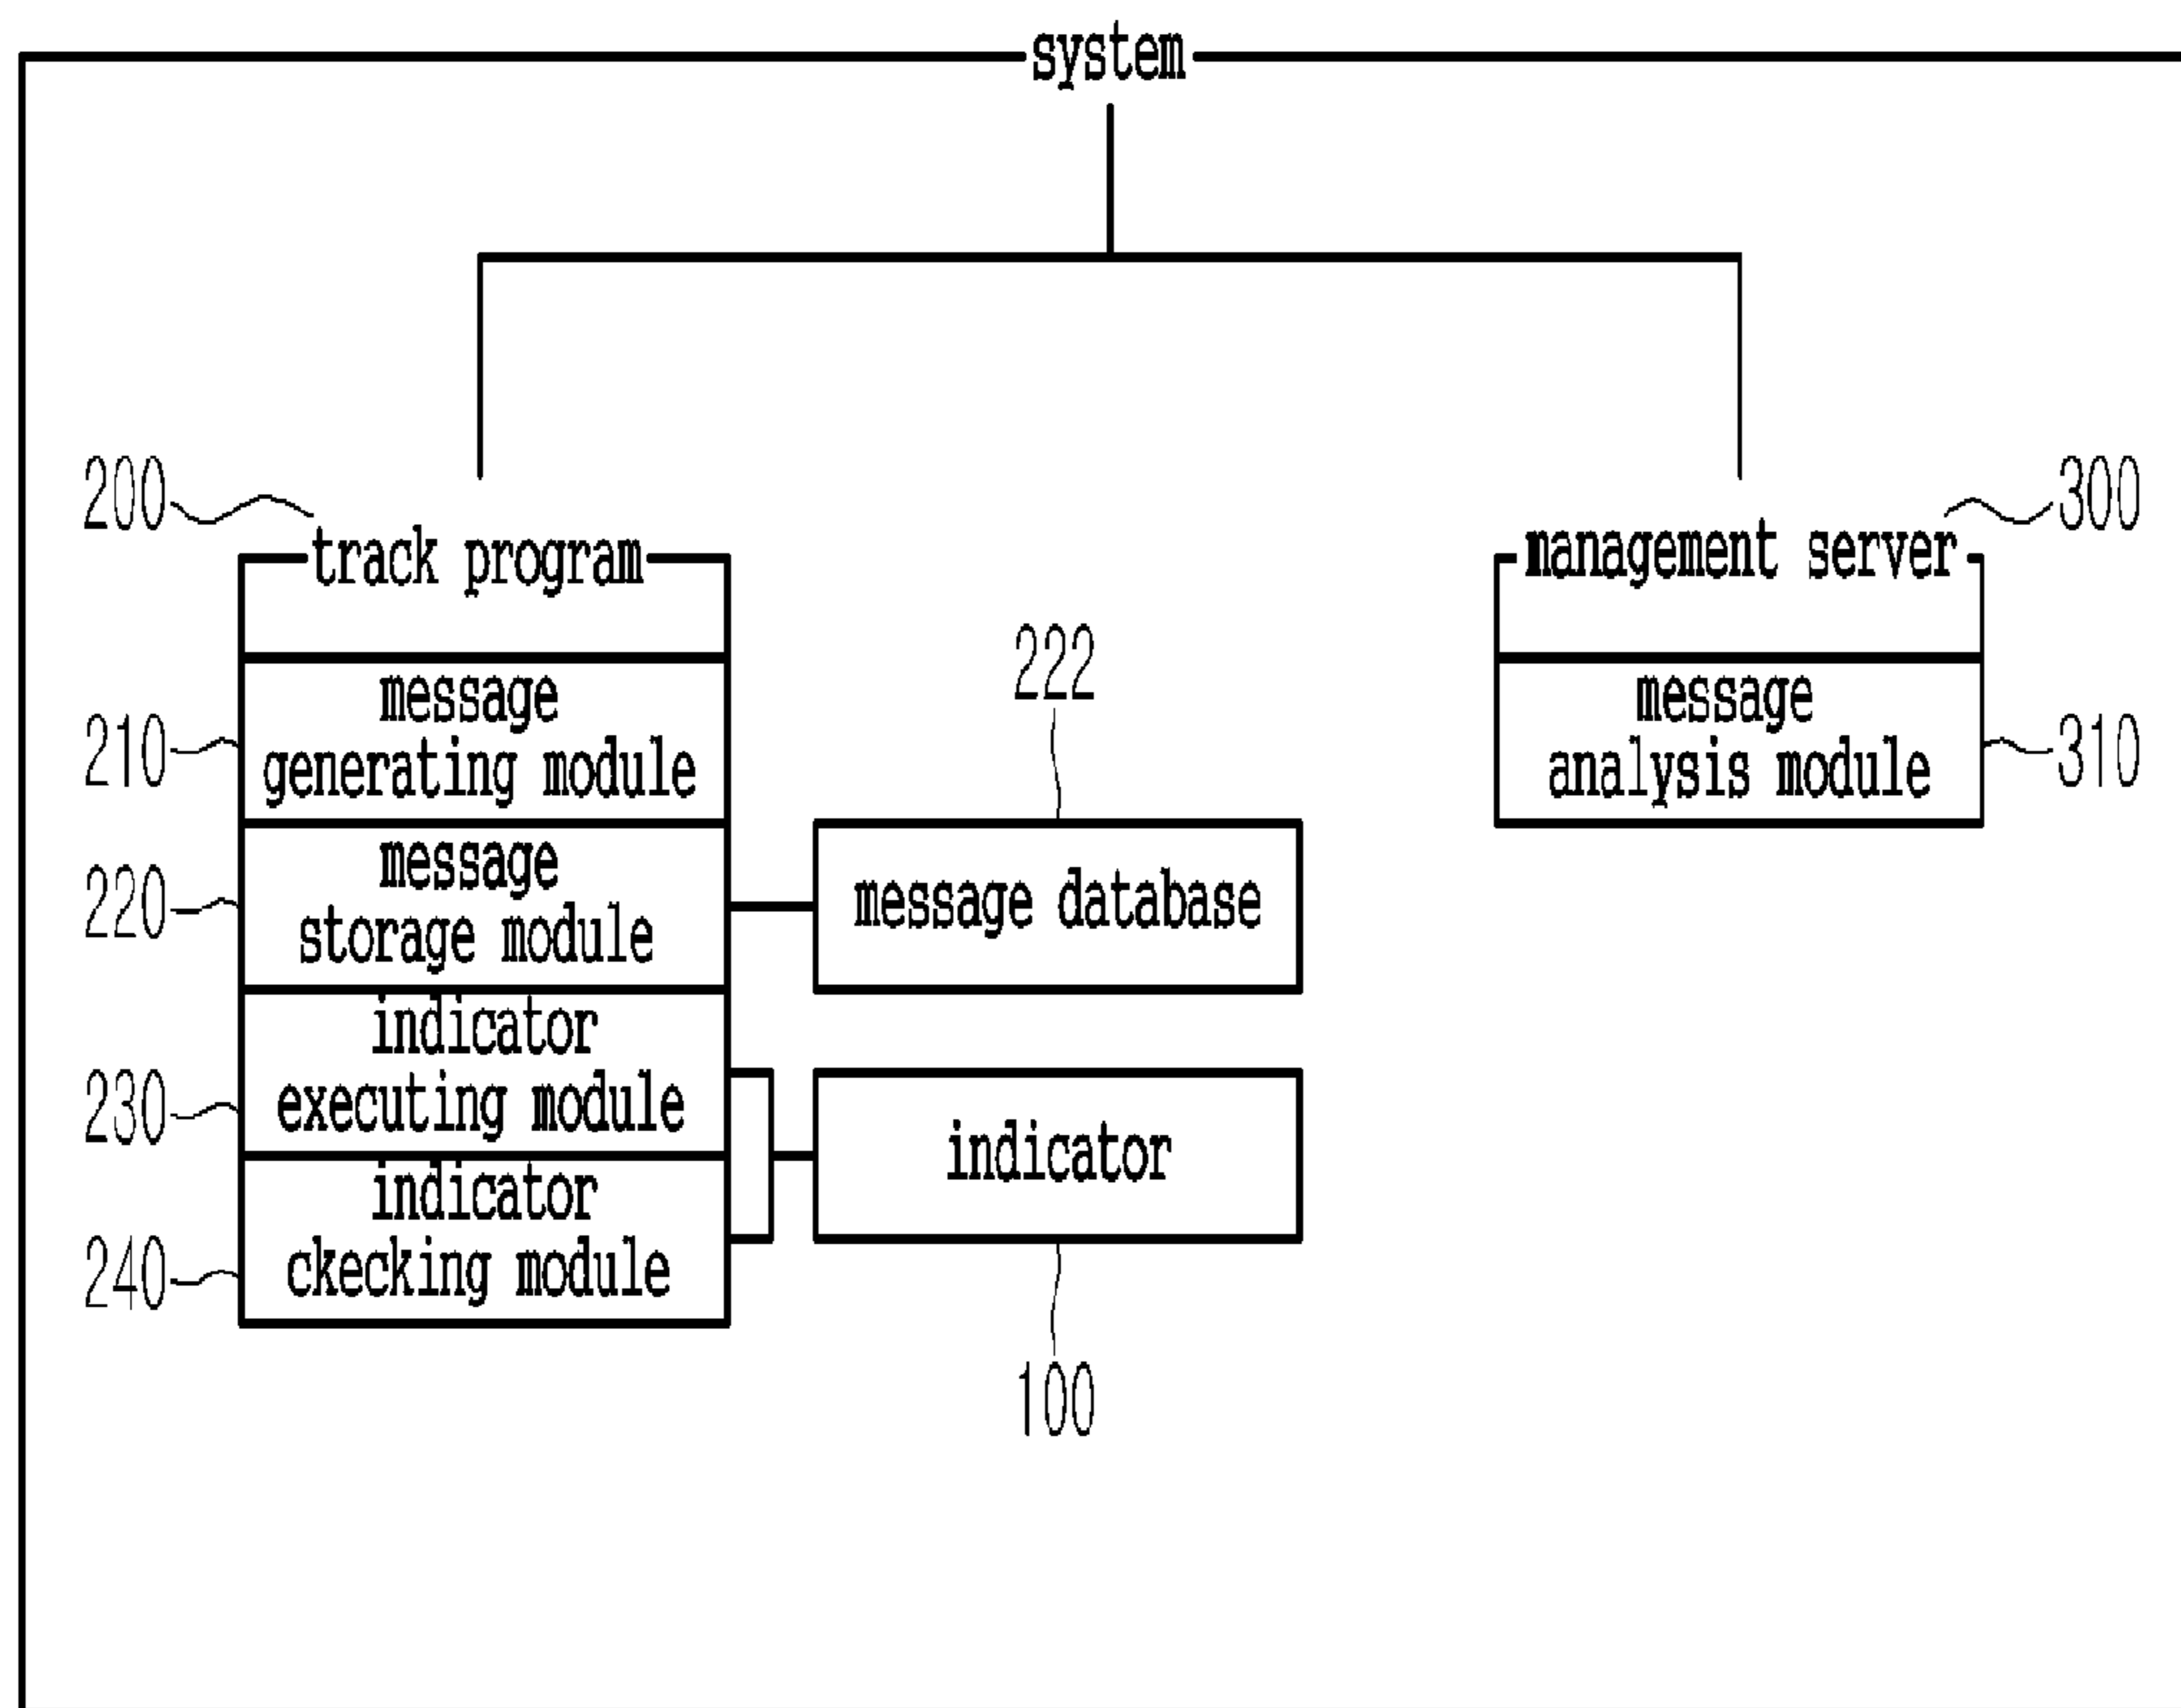 system
200
track program
300
management server
222
210
message
generating module
message
analysis module
310
220
message
storage module
message database
230
indicator
executing module
indicator
240
indicator
ckecking module
100